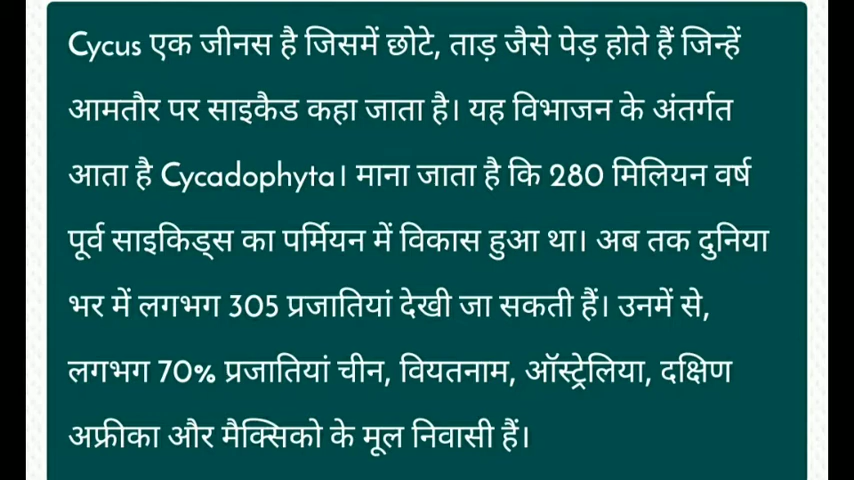 Cycus एक जीनस है जिसमें छोटे, ताड़ जैसे पेड़ होते हैं जिन्हें
आमतौर पर साइकैड कहा जाता है। यह विभाजन के अंतर्गत
आता है Cycadophyta। माना जाता है कि 280 मिलियन वर्ष
पूर्व साइकिड्स का पर्मियन में विकास हुआ था। अब तक दुनिया
भर में लगभग 305 प्रजातियां देखी जा सकती हैं। उनमें से,
लगभग 70% प्रजातियां चीन, वियतनाम, ऑस्ट्रेलिया, दक्षिण
अफ्रीका और मैक्सिको के मूल निवासी हैं।